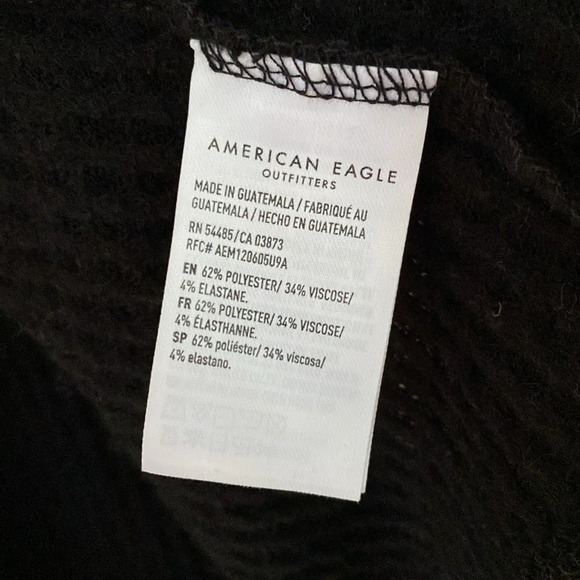 AMERICAN EAGLE
OUTFITTERS
MADE IN GUATEMALA / FABRIQUÉ AU
GUATEMALA / HECHO EN GUATEMALA
RN 54485/CA 03873
RFC# AEM120605U9A
EN 62% POLYESTER/ 34% VISCOSE/
4% ELASTANE.
FR 62% POLYESTER/ 34% VISCOSE/
4% ÉLASTHANNE.
SP 62% poliéster/ 34% viscosa/
4% elastano.